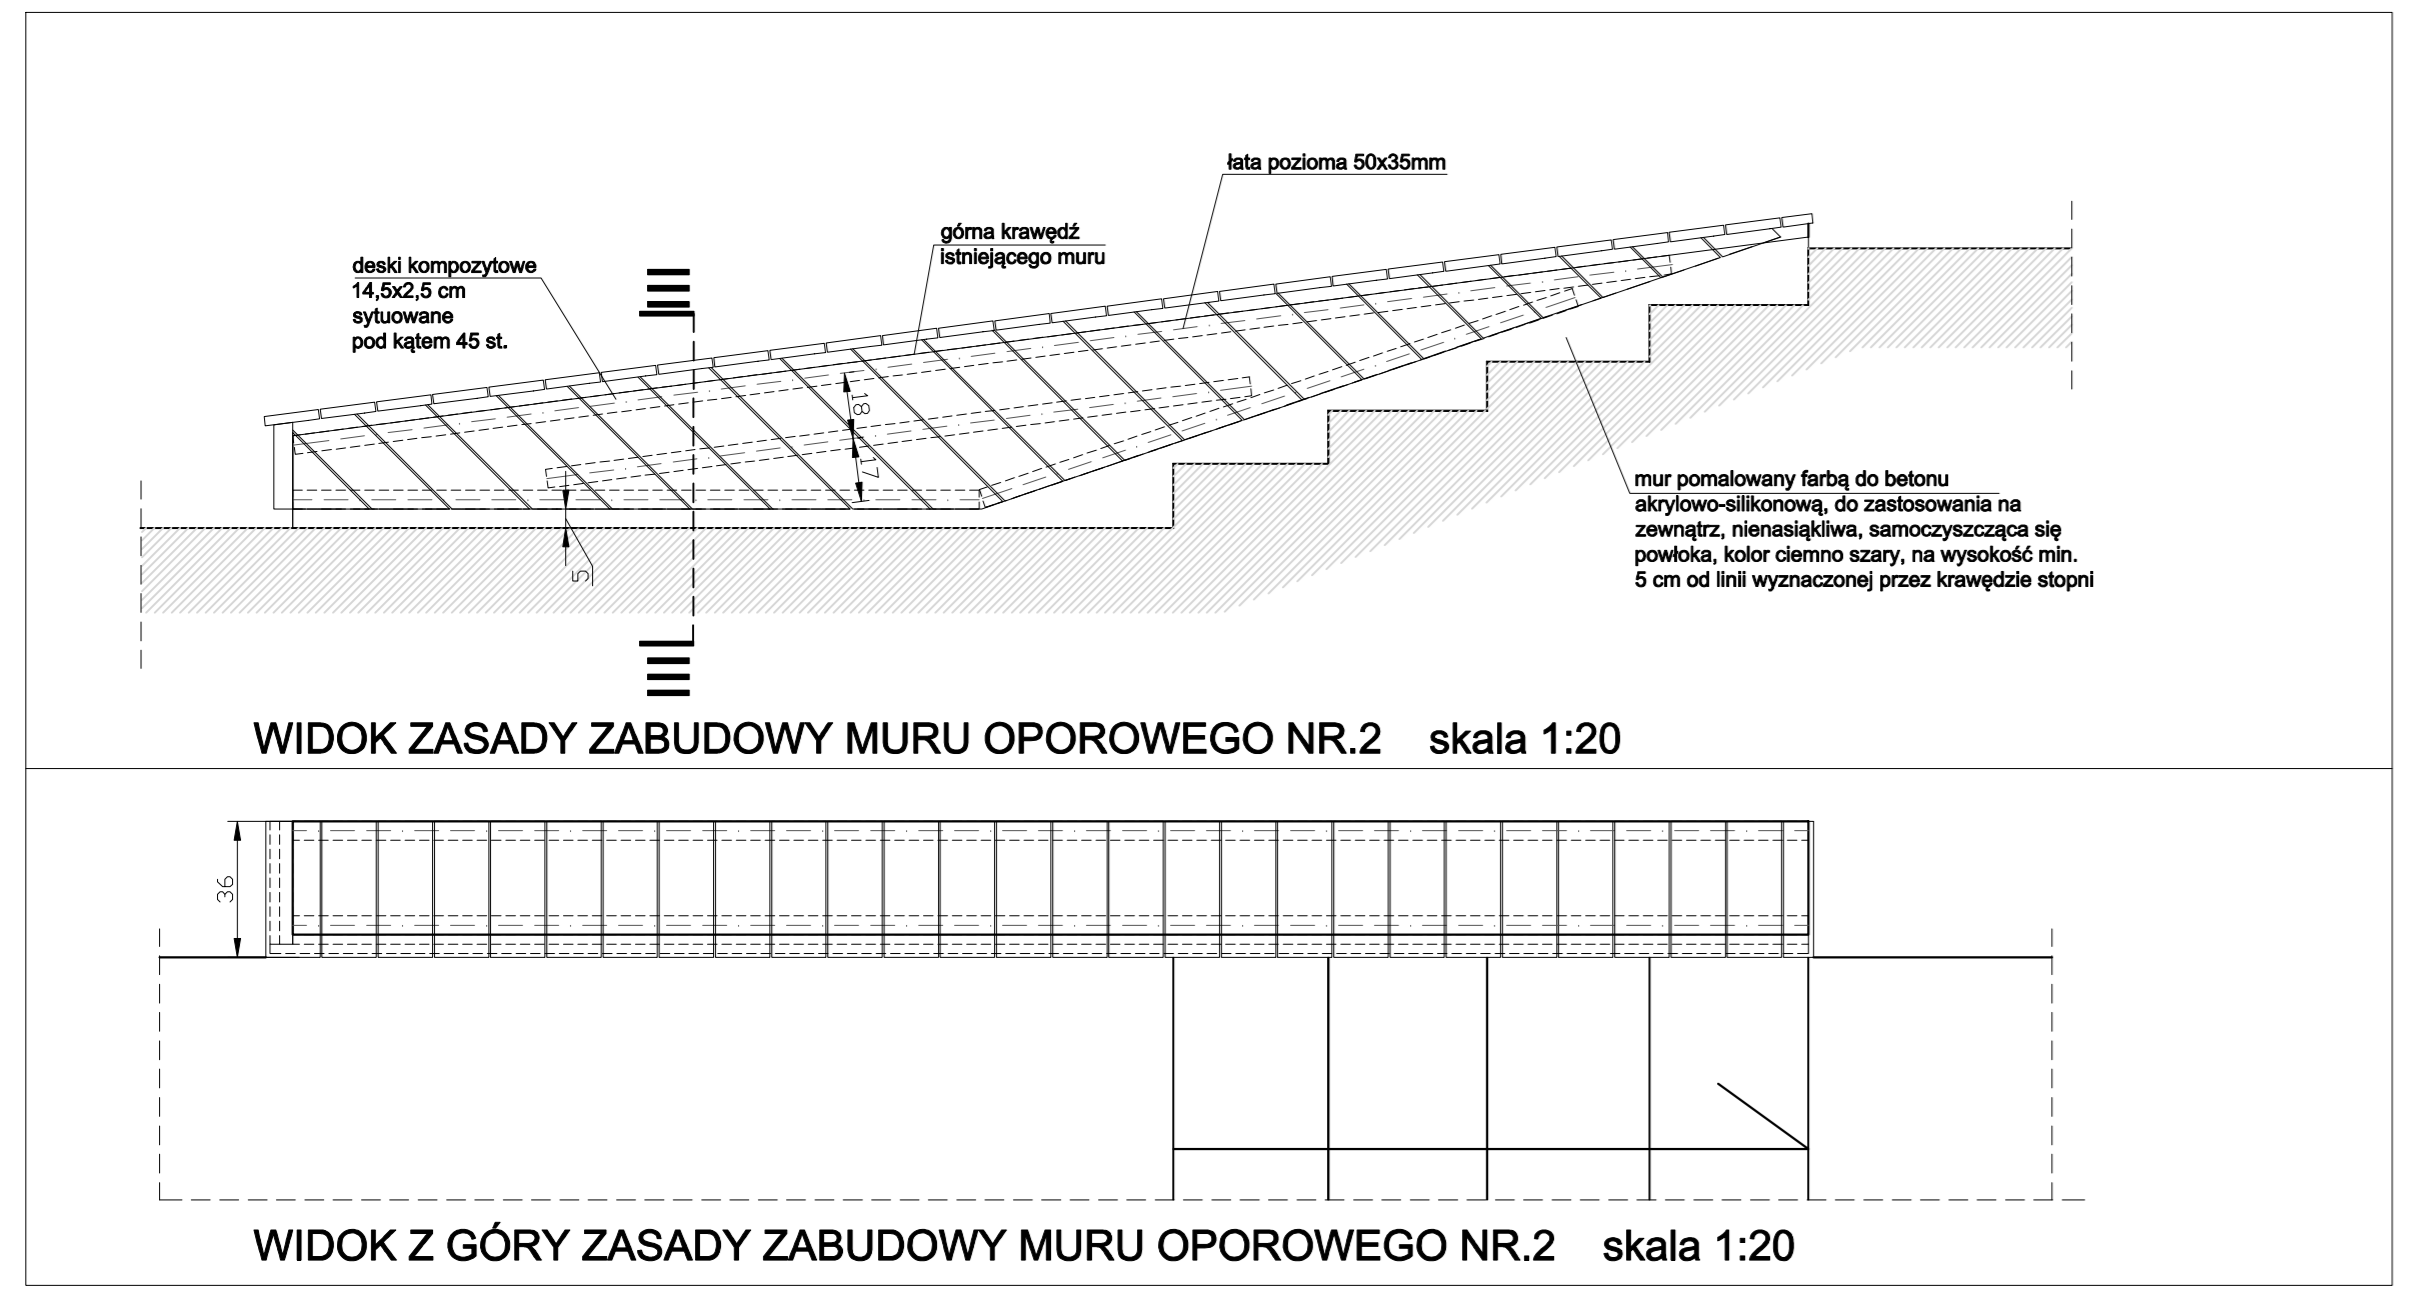 łata pozioma 50x35mm
górna krawędź
istniejącego muru
deski kompozytowe
14,5x2,5 cm
sytuowane
pod kątem 45 st.
18
17
5
mur pomalowany farbą do betonu
akrylowo-silikonową, do zastosowania na
zewnątrz, nienasiąkliwa, samoczyszcząca się
powłoka, kolor ciemno szary, na wysokość min.
5 cm od linii wyznaczonej przez krawędzie stopni
WIDOK ZASADY ZABUDOWY MURU OPOROWEGO NR.2 skala 1:20
36
WIDOK Z GÓRY ZASADY ZABUDOWY MURU OPOROWEGO NR.2 skala 1:20